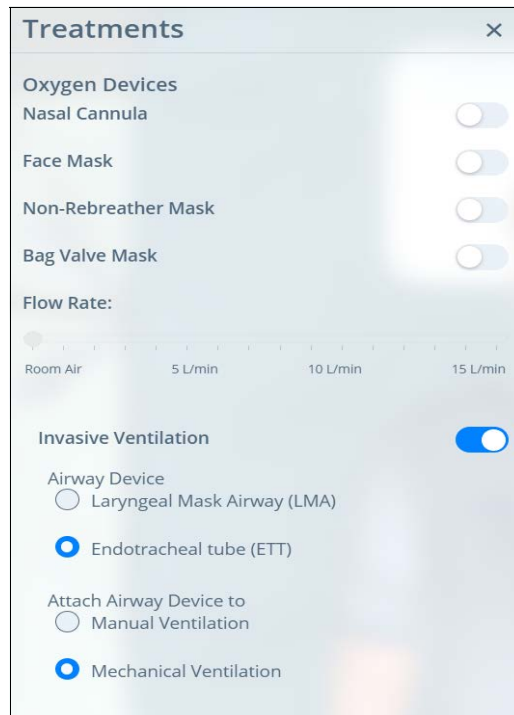 Treatments ×
Oxygen Devices
Nasal Cannula
Face Mask
Non-Rebreather Mask
Bag Valve Mask
Flow Rate:
Room Air 5 L/min 10 L/min 15 L/min
Invasive Ventilation
Airway Device
Laryngeal Mask Airway (LMA)
Endotracheal tube (ETT)
Attach Airway Device to
Manual Ventilation
Mechanical Ventilation